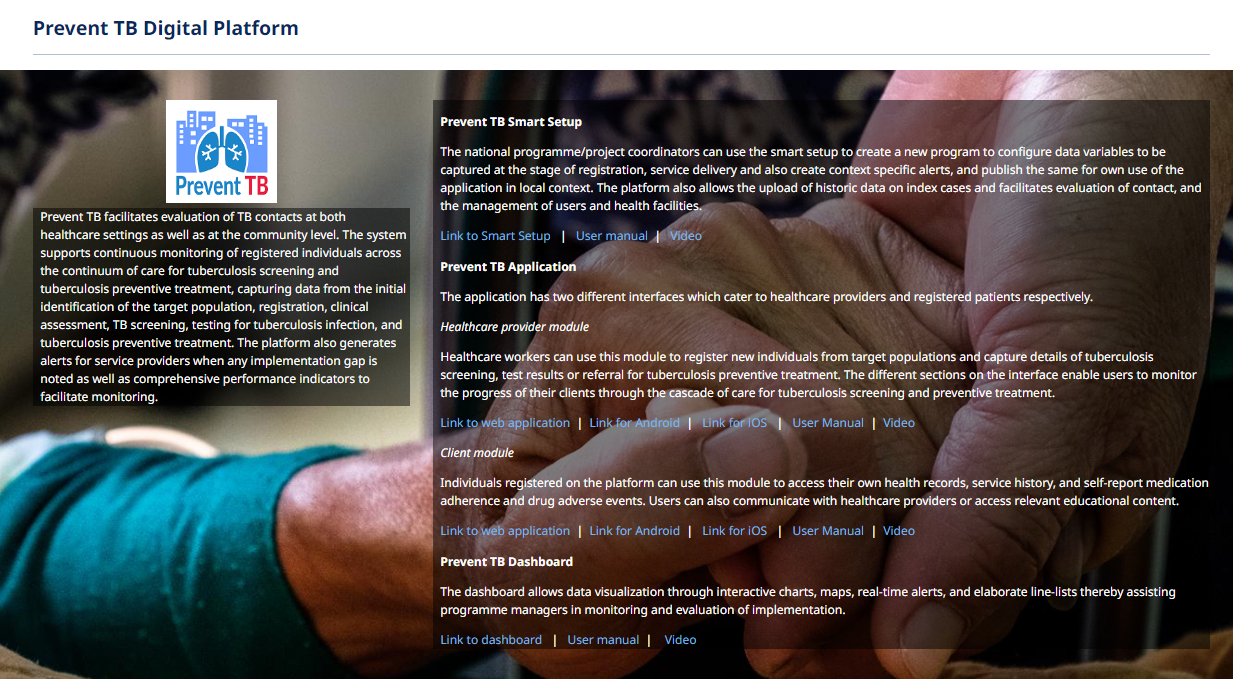 Prevent TB Digital Platform
Prevent TB
Prevent TB facilitates evaluation of TB contacts at both
healthcare settings as well as at the community level. The system
supports continuous monitoring of registered individuals across
the continuum of care for tuberculosis screening and
tuberculosis preventive treatment, capturing data from the initial
identification of the target population, registration, clinical
assessment, TB screening, testing for tuberculosis infection, and
tuberculosis preventive treatment. The platform also generates
alerts for service providers when any implementation gap is
noted as well as comprehensive performance indicators to
facilitate monitoring.
Prevent TB Smart Setup
The national programme/project coordinators can use the smart setup to create a new program to configure data variables to be
captured at the stage of registration, service delivery and also create context specific alerts, and publish the same for own use of the
application in local context. The platform also allows the upload of historic data on index cases and facilitates evaluation of contact, and
the management of users and health facilities.
Link to Smart Setup | User manual | Video
Prevent TB Application
The application has two different interfaces which cater to healthcare providers and registered patients respectively.
Healthcare provider module
Healthcare workers can use this module to register new individuals from target populations and capture details of tuberculosis
screening, test results or referral for tuberculosis preventive treatment. The different sections on the interface enable users to monitor
the progress of their clients through the cascade of care for tuberculosis screening and preventive treatment.
Link to web application | Link for Android | Link for iOS | User Manual | Video
Client module
Individuals registered on the platform can use this module to access their own health records, service history, and self-report medication
adherence and drug adverse events. Users can also communicate with healthcare providers or access relevant educational content.
Link to web application | Link for Android | Link for iOS | User Manual | Video
Prevent TB Dashboard
The dashboard allows data visualization through interactive charts, maps, real-time alerts, and elaborate line-lists thereby assisting
programme managers in monitoring and evaluation of implementation.
Link to dashboard | User manual | Video